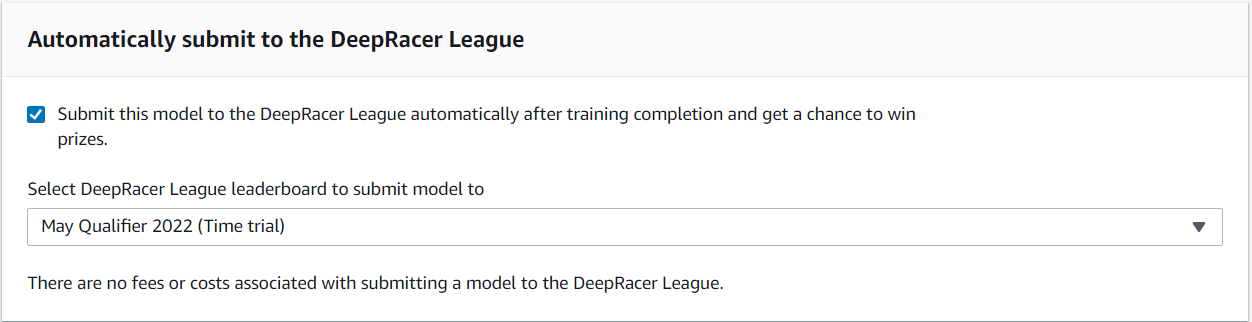 Automatically submit to the DeepRacer League
Submit this model to the DeepRacer League automatically after training completion and get a chance to win
prizes.
Select DeepRacer League leaderboard to submit model to
May Qualifier 2022 (Time trial)
There are no fees or costs associated with submitting a model to the DeepRacer League.